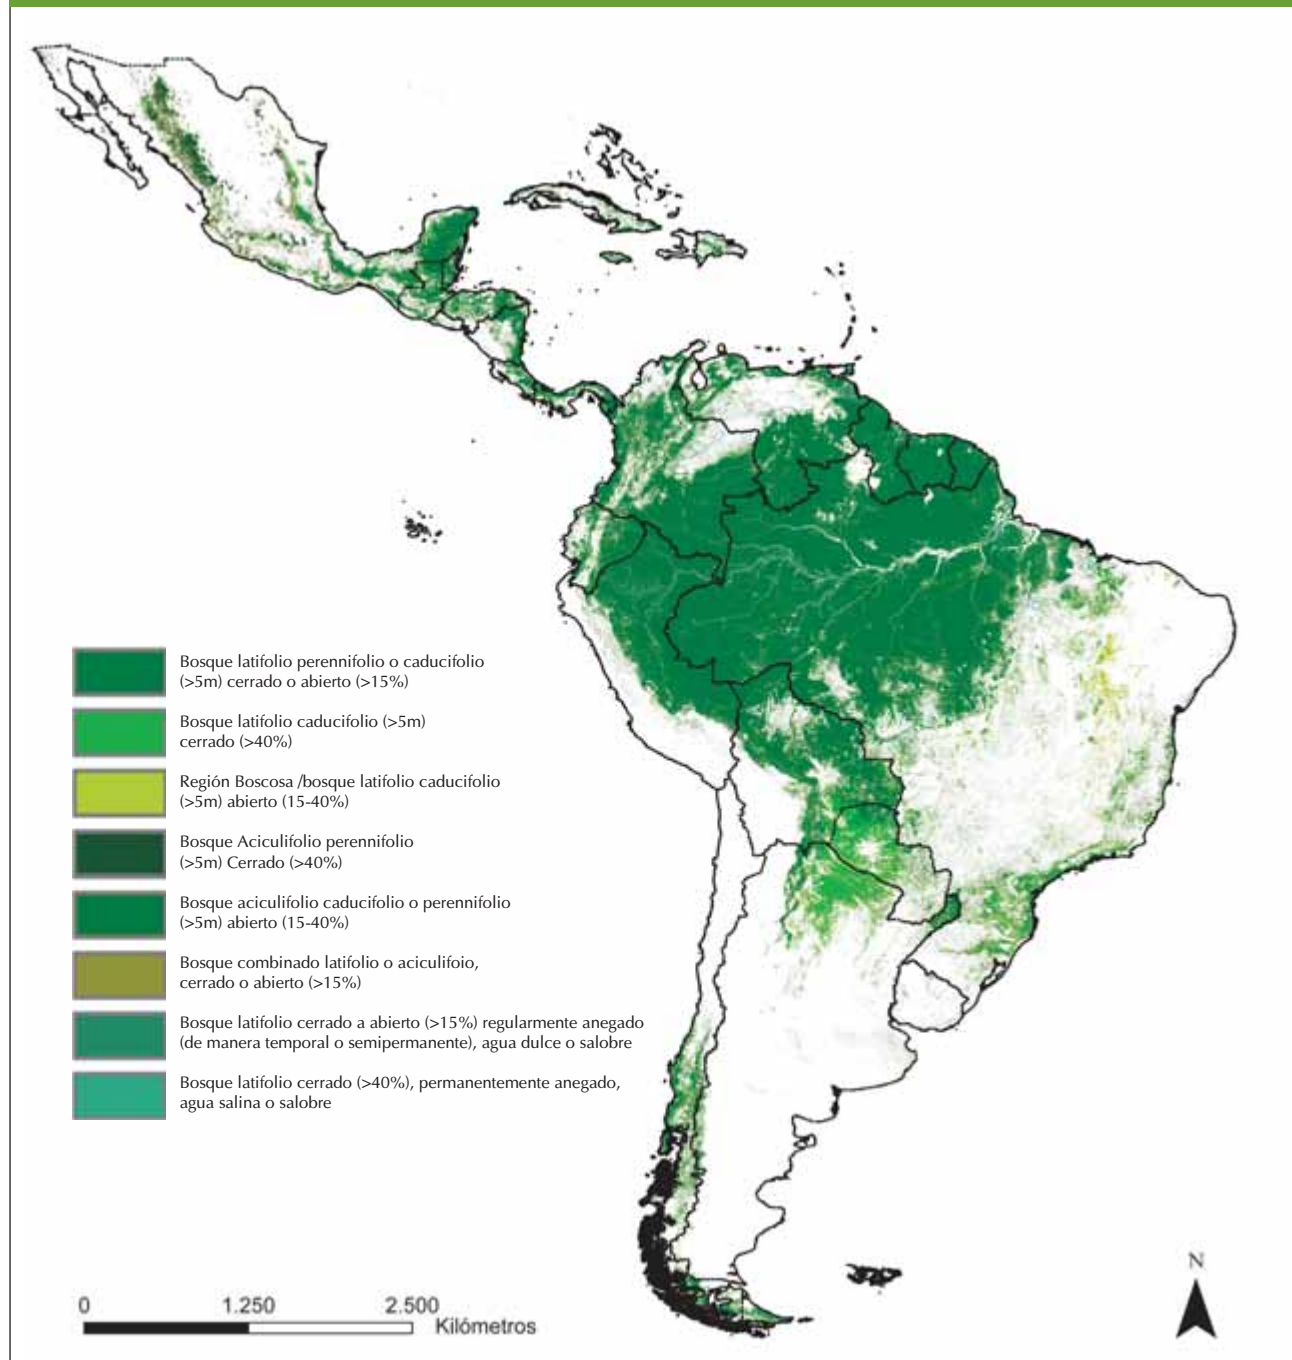 Bosque latifolio perennifolio o caducifolio
(>5m) cerrado o abierto (>15%)
Bosque latifolio caducifolio (>5m)
cerrado (>40%)
Región Boscosa /bosque latifolio caducifolio
(>5m) abierto (15-40%)
Bosque Aciculifolio perennifolio
(>5m) Cerrado (>40%)
Bosque aciculifolio caducifolio o perennifolio
(>5m) abierto (15-40%)
Bosque combinado latifolio o aciculifoio,
cerrado o abierto (>15%)
Bosque latifolio cerrado a abierto (>15%) regularmente anegado
(de manera temporal o semipermanente), agua dulce o salobre
Bosque latifolio cerrado (>40%), permanentemente anegado,
agua salina o salobre
N
0 1.250 2.500
Kilómetros